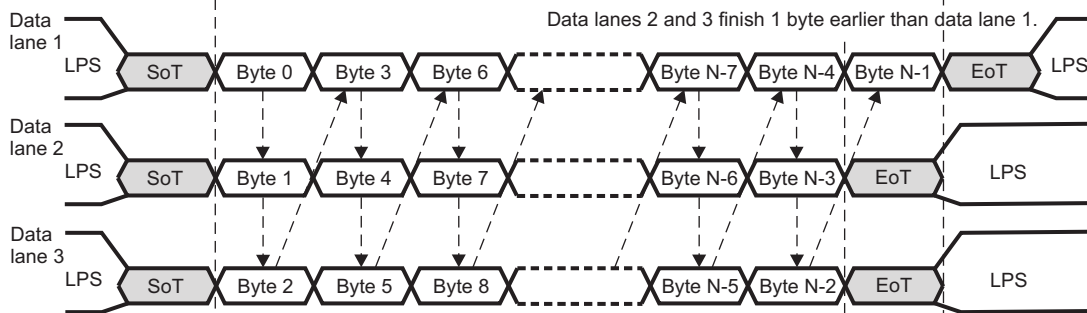 Data lanes 2 and 3 finish 1 byte earlier than data lane 1.
Data
lane 1
LPS SoT Byte 0 Byte 3 Byte 6 Byte N-7 Byte N-4 Byte N-1 EoT LPS
Data
lane 2
LPS SoT Byte 1 Byte 4 Byte 7 Byte N-6 Byte N-3 EoT LPS
Data
lane 3
LPS SoT Byte 2 Byte 5 Byte 8 Byte N-5 Byte N-2 EoT LPS